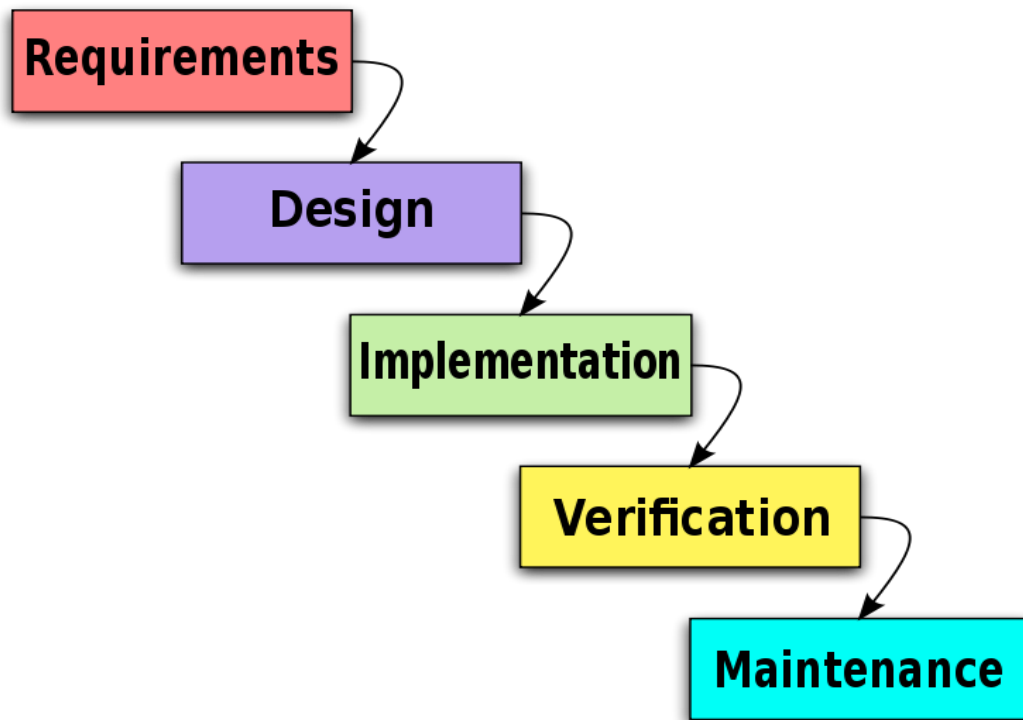 Requirements
Design
Implementation
Verification
Maintenance